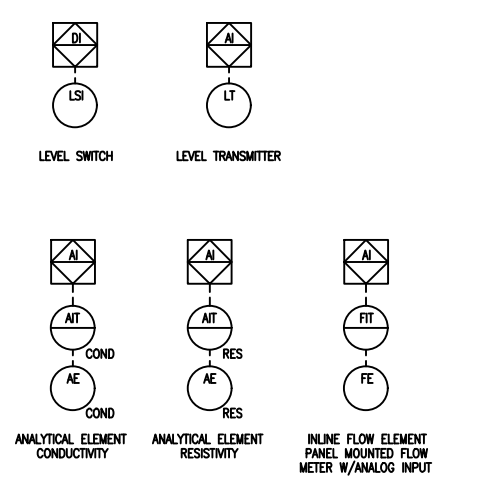 DI
AI
LSI
LT
LEVEL SWITCH
LEVEL TRANSMITTER
AI
AI
AI
AIT
AIT
FIT
COND
RES
AE
AE
FE
COND
RES
ANALYTICAL ELEMENT
CONDUCTIVITY
ANALYTICAL ELEMENT
RESISTIVITY
INLINE FLOW ELEMENT
PANEL MOUNTED FLOW
METER W/ANALOG INPUT